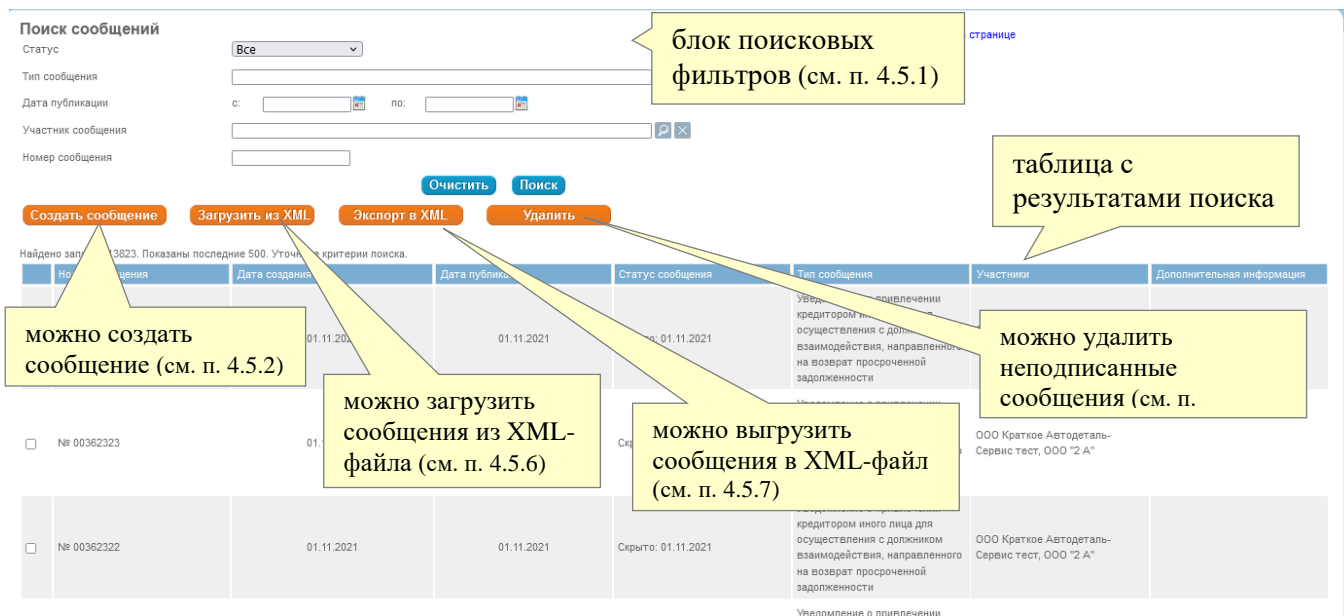 Поиск сообщений
странице
Статус
Все
Тип сообщения
Дата публикации
с:
по:
Участник сообщения
Номер сообщения
блок поисковых
фильтров (см. п. 4.5.1)
таблица с
результатами поиска
Очистить
Поиск
Создать сообщение
Загрузить из XML
Экспорт в XML
Удалить
Найдено зап 3823. Показаны последние 500. критерии поиска.
Дата создания
Статус сообщения
Тип сообщения
Участники
Дополнительная информация
01.11.2021
01.11.2021
привлечении
кредитором
осуществления с
взаимодействия, направленного
на возврат просроченной
задолженности
можно создать
сообщение (см. п. 4.5.2)
можно загрузить
сообщения из XML-
файла (см. п. 4.5.6)
можно выгрузить
сообщения в XML-файл
(см. п. 4.5.7)
можно удалить
неподписанные
сообщения (см. п.
№ 00362323
ООО Краткое Автодеталь-
Сервис тест, ООО "2 А"
№ 00362322
01.11.2021
01.11.2021
Скрыто: 01.11.2021
кредитором иного лица для
осуществления с должником
взаимодействия, направленного
на возврат просроченной
задолженности
ООО Краткое Автодеталь-
Сервис тест, ООО "2 А"
Уведомление о привлечении